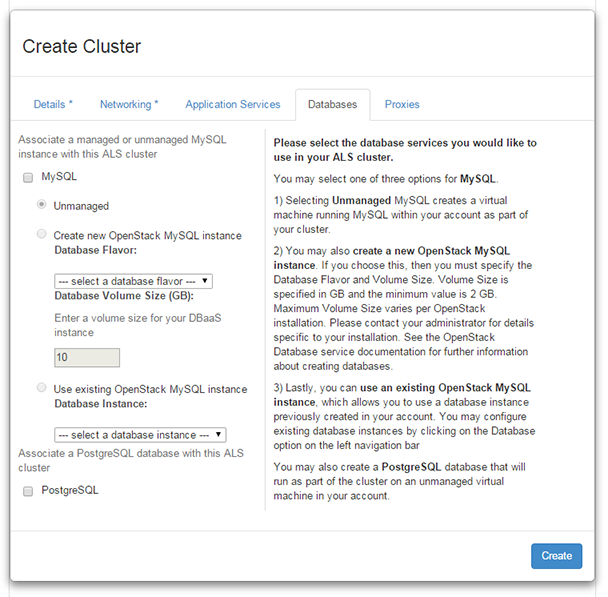 Create Cluster
Details *
Networking *
Application Services
Databases
Proxies
Associate a managed or unmanaged MySQL
instance with this ALS cluster
MySQL
Unmanaged
Create new OpenStack MySQL instance
Database Flavor:
--- select a database flavor ---
Database Volume Size (GB):
Enter a volume size for your DBaaS
instance
10
Use existing OpenStack MySQL instance
Database Instance:
--- select a database instance ---
Associate a PostgreSQL database with this ALS
cluster
PostgreSQL
Please select the database services you would like to
use in your ALS cluster.
You may select one of three options for MySQL.
1) Selecting Unmanaged MySQL creates a virtual
machine running MySQL within your account as part of
your cluster.
2) You may also create a new OpenStack MySQL
instance. If you choose this, then you must specify the
Database Flavor and Volume Size. Volume Size is
specified in GB and the minimum value is 2 GB.
Maximum Volume Size varies per OpenStack
installation. Please contact your administrator for details
specific to your installation. See the OpenStack
Database service documentation for further information
about creating databases.
3) Lastly, you can use an existing OpenStack MySQL
instance, which allows you to use a database instance
previously created in your account. You may configure
existing database instances by clicking on the Database
option on the left navigation bar
You may also create a PostgreSQL database that will
run as part of the cluster on an unmanaged virtual
machine in your account.
Create